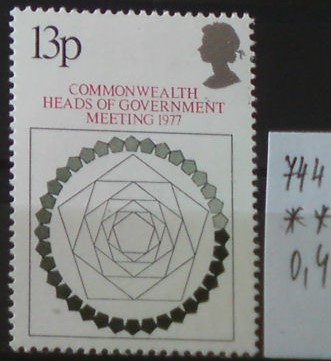 13p
COMMONWEALTH
HEADS OF GOVERNMENT
MEETING 1977
744
**
0,4